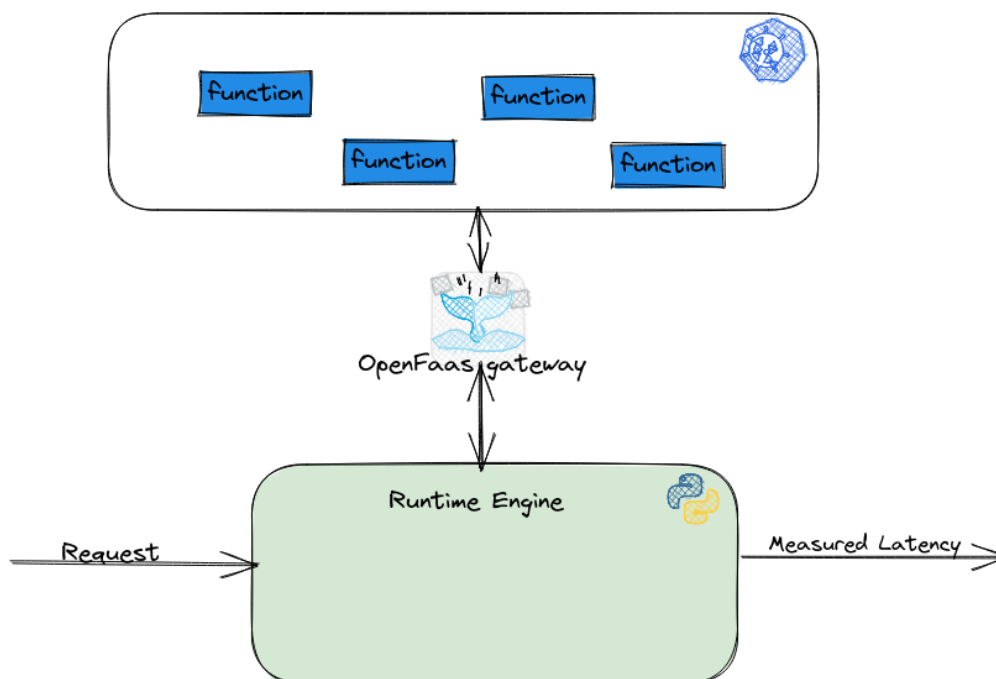 function
function
function
function
OpenFaas gateway
Runtime Engine
Request
Measured Latency